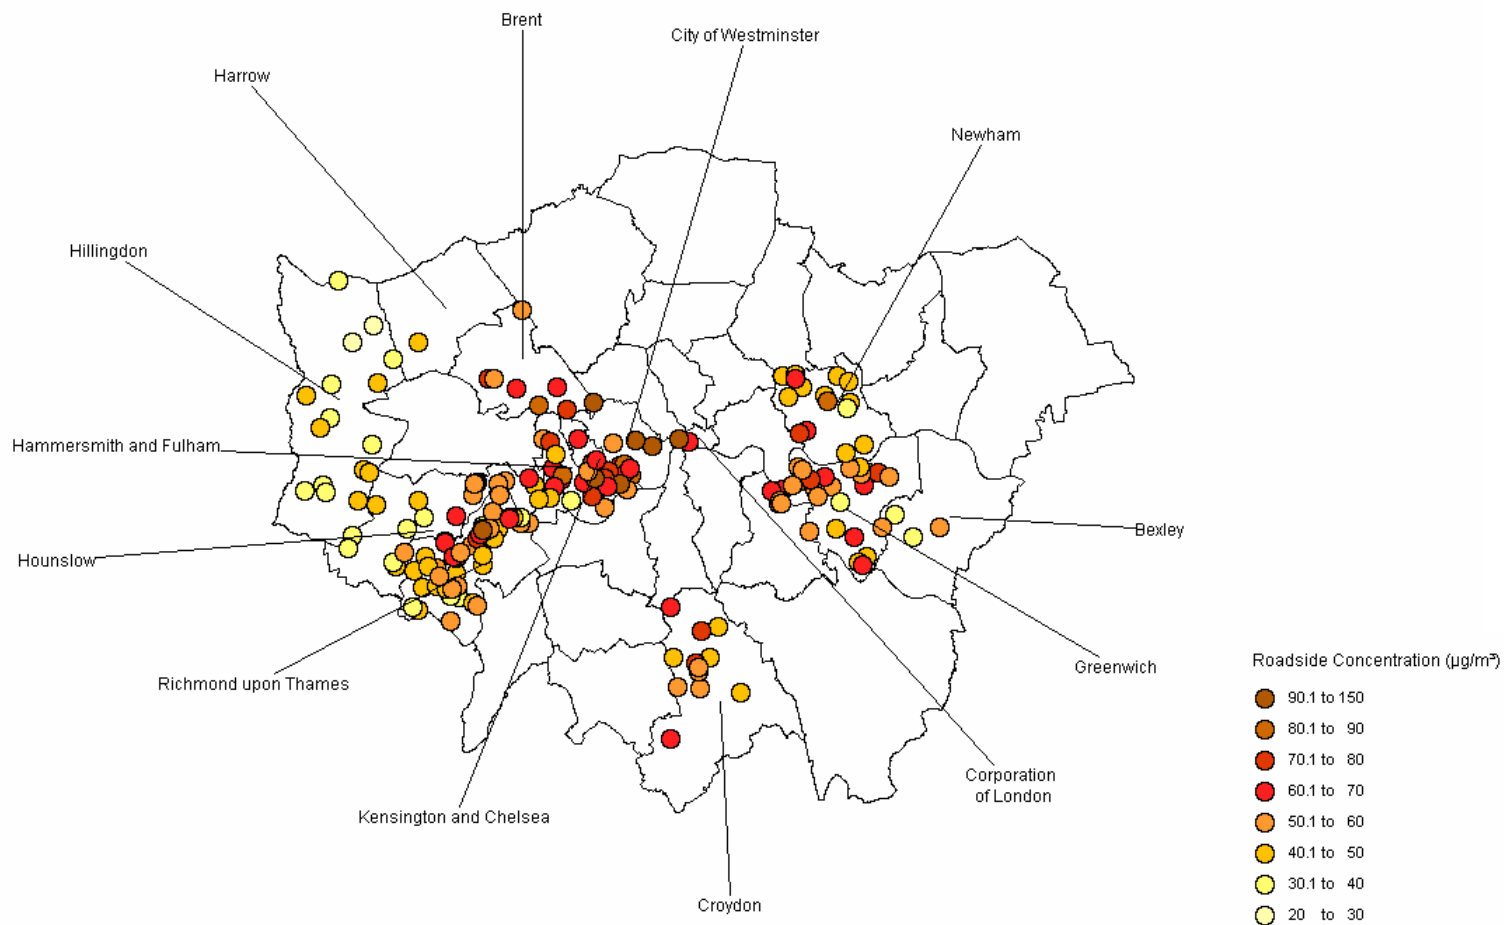 Brent
City of Westminster
Harrow
Newham
Hillingdon
Hammersmith and Fulham
Bexley
Hounslow
Greenwich
Richmond upon Thames
Corporation
of London
Kensington and Chelsea
Croydon
Roadside Concentration (µg/m³)
90.1 to 150
80.1 to 90
70.1 to 80
60.1 to 70
50.1 to 60
40.1 to 50
30.1 to 40
20 to 30